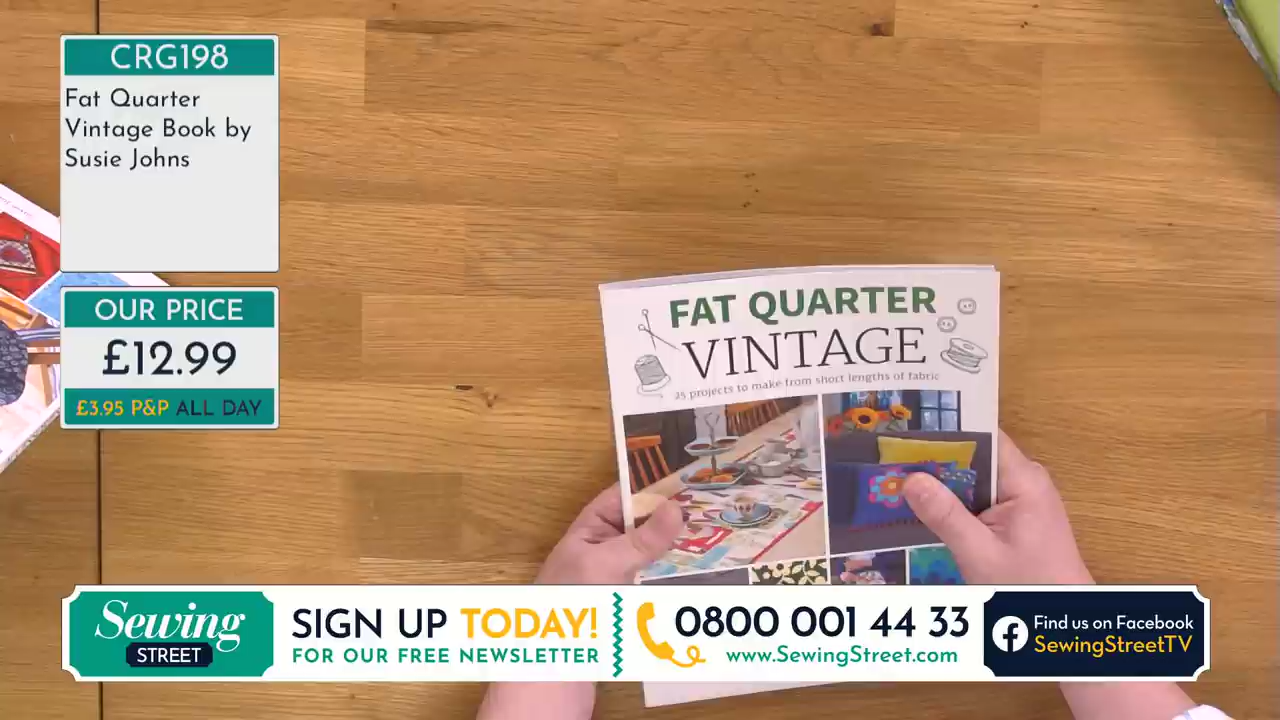 CRG198
Fat Quarter
Vintage Book by
Susie Johns
OUR PRICE
£12.99
£3.95 P&P ALL DAY
FAT QUARTER
VINTAGE
25 projects to make from short lengths of fabric
Sewing
STREET
SIGN UP TODAY!
FOR OUR FREE NEWSLETTER
0800 001 44 33
www.SewingStreet.com
Find us on Facebook
SewingStreetTV